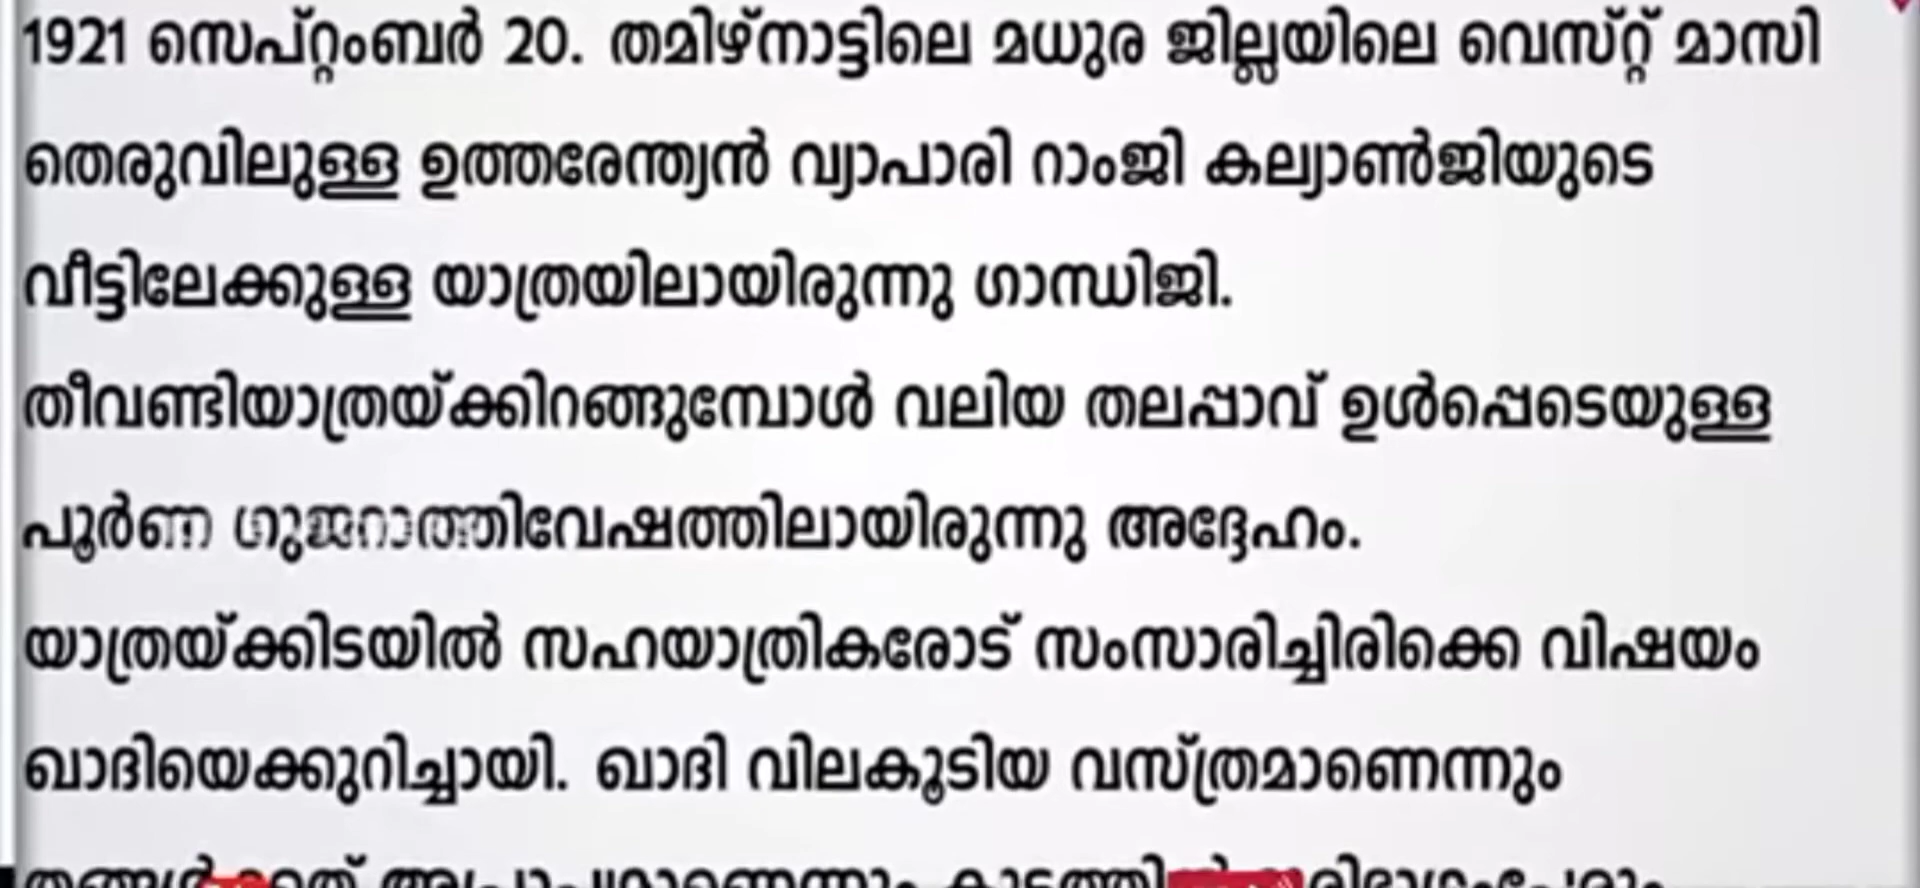 1921 സെപ്റ്റംബർ 20. തമിഴ്നാട്ടിലെ മധുര ജില്ലയിലെ വെസ്റ്റ് മാസി
തെരുവിലുള്ള ഉത്തരേന്ത്യൻ വ്യാപാരി റാംജി കല്യാൺജിയുടെ
വീട്ടിലേക്കുള്ള യാത്രയിലായിരുന്നു ഗാന്ധിജി.
തീവണ്ടിയാത്രയ്ക്കിറങ്ങുമ്പോൾ വലിയ തലപ്പാവ് ഉൾപ്പെടെയുള്ള
പൂർണ ഗുജറാത്തിവേഷത്തിലായിരുന്നു അദ്ദേഹം.
യാത്രയ്ക്കിടയിൽ സഹയാത്രികരോട് സംസാരിച്ചിരിക്കെ വിഷയം
ഖാദിയെക്കുറിച്ചായി. ഖാദി വിലകൂടിയ വസ്ത്രമാണെന്നും